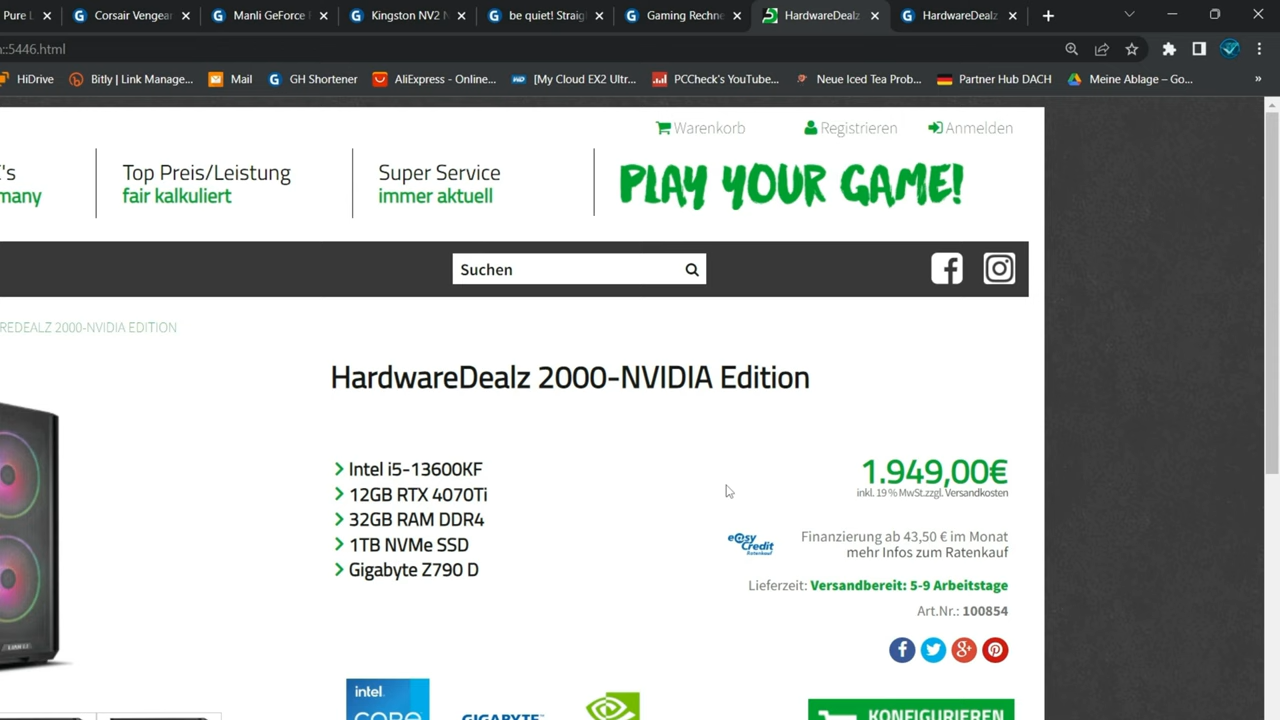 Pure L
Corsair Vengean
Manli GeForce R
Kingston NV2 N
be quiet! Straig
Gaming Rechne
HardwareDealz
HardwareDealz
::5446.html
HiDrive
Bitly | Link Manage...
Mail
GH Shortener
AliExpress - Online...
[My Cloud EX2 Ultr...
PCCheck's YouTube...
Neue Iced Tea Prob...
Partner Hub DACH
Meine Ablage – Go...
Warenkorb
Registrieren
Anmelden
's
many
Top Preis/Leistung
fair kalkuliert
Super Service
immer aktuell
PLAY YOUR GAME!
Suchen
REDEALZ 2000-NVIDIA EDITION
HardwareDealz 2000-NVIDIA Edition
Intel i5-13600KF
12GB RTX 4070Ti
32GB RAM DDR4
1TB NVMe SSD
Gigabyte Z790 D
1.949,00€
inkl. 19 % MwSt.zzgl. Versandkosten
easy
Credit
Ratenkauf
Finanzierung ab 43,50 € im Monat
mehr Infos zum Ratenkauf
Lieferzeit: Versandbereit: 5-9 Arbeitstage
Art.Nr.: 100854
intel
CORE
GIGABYTE
KONFIGURIEREN